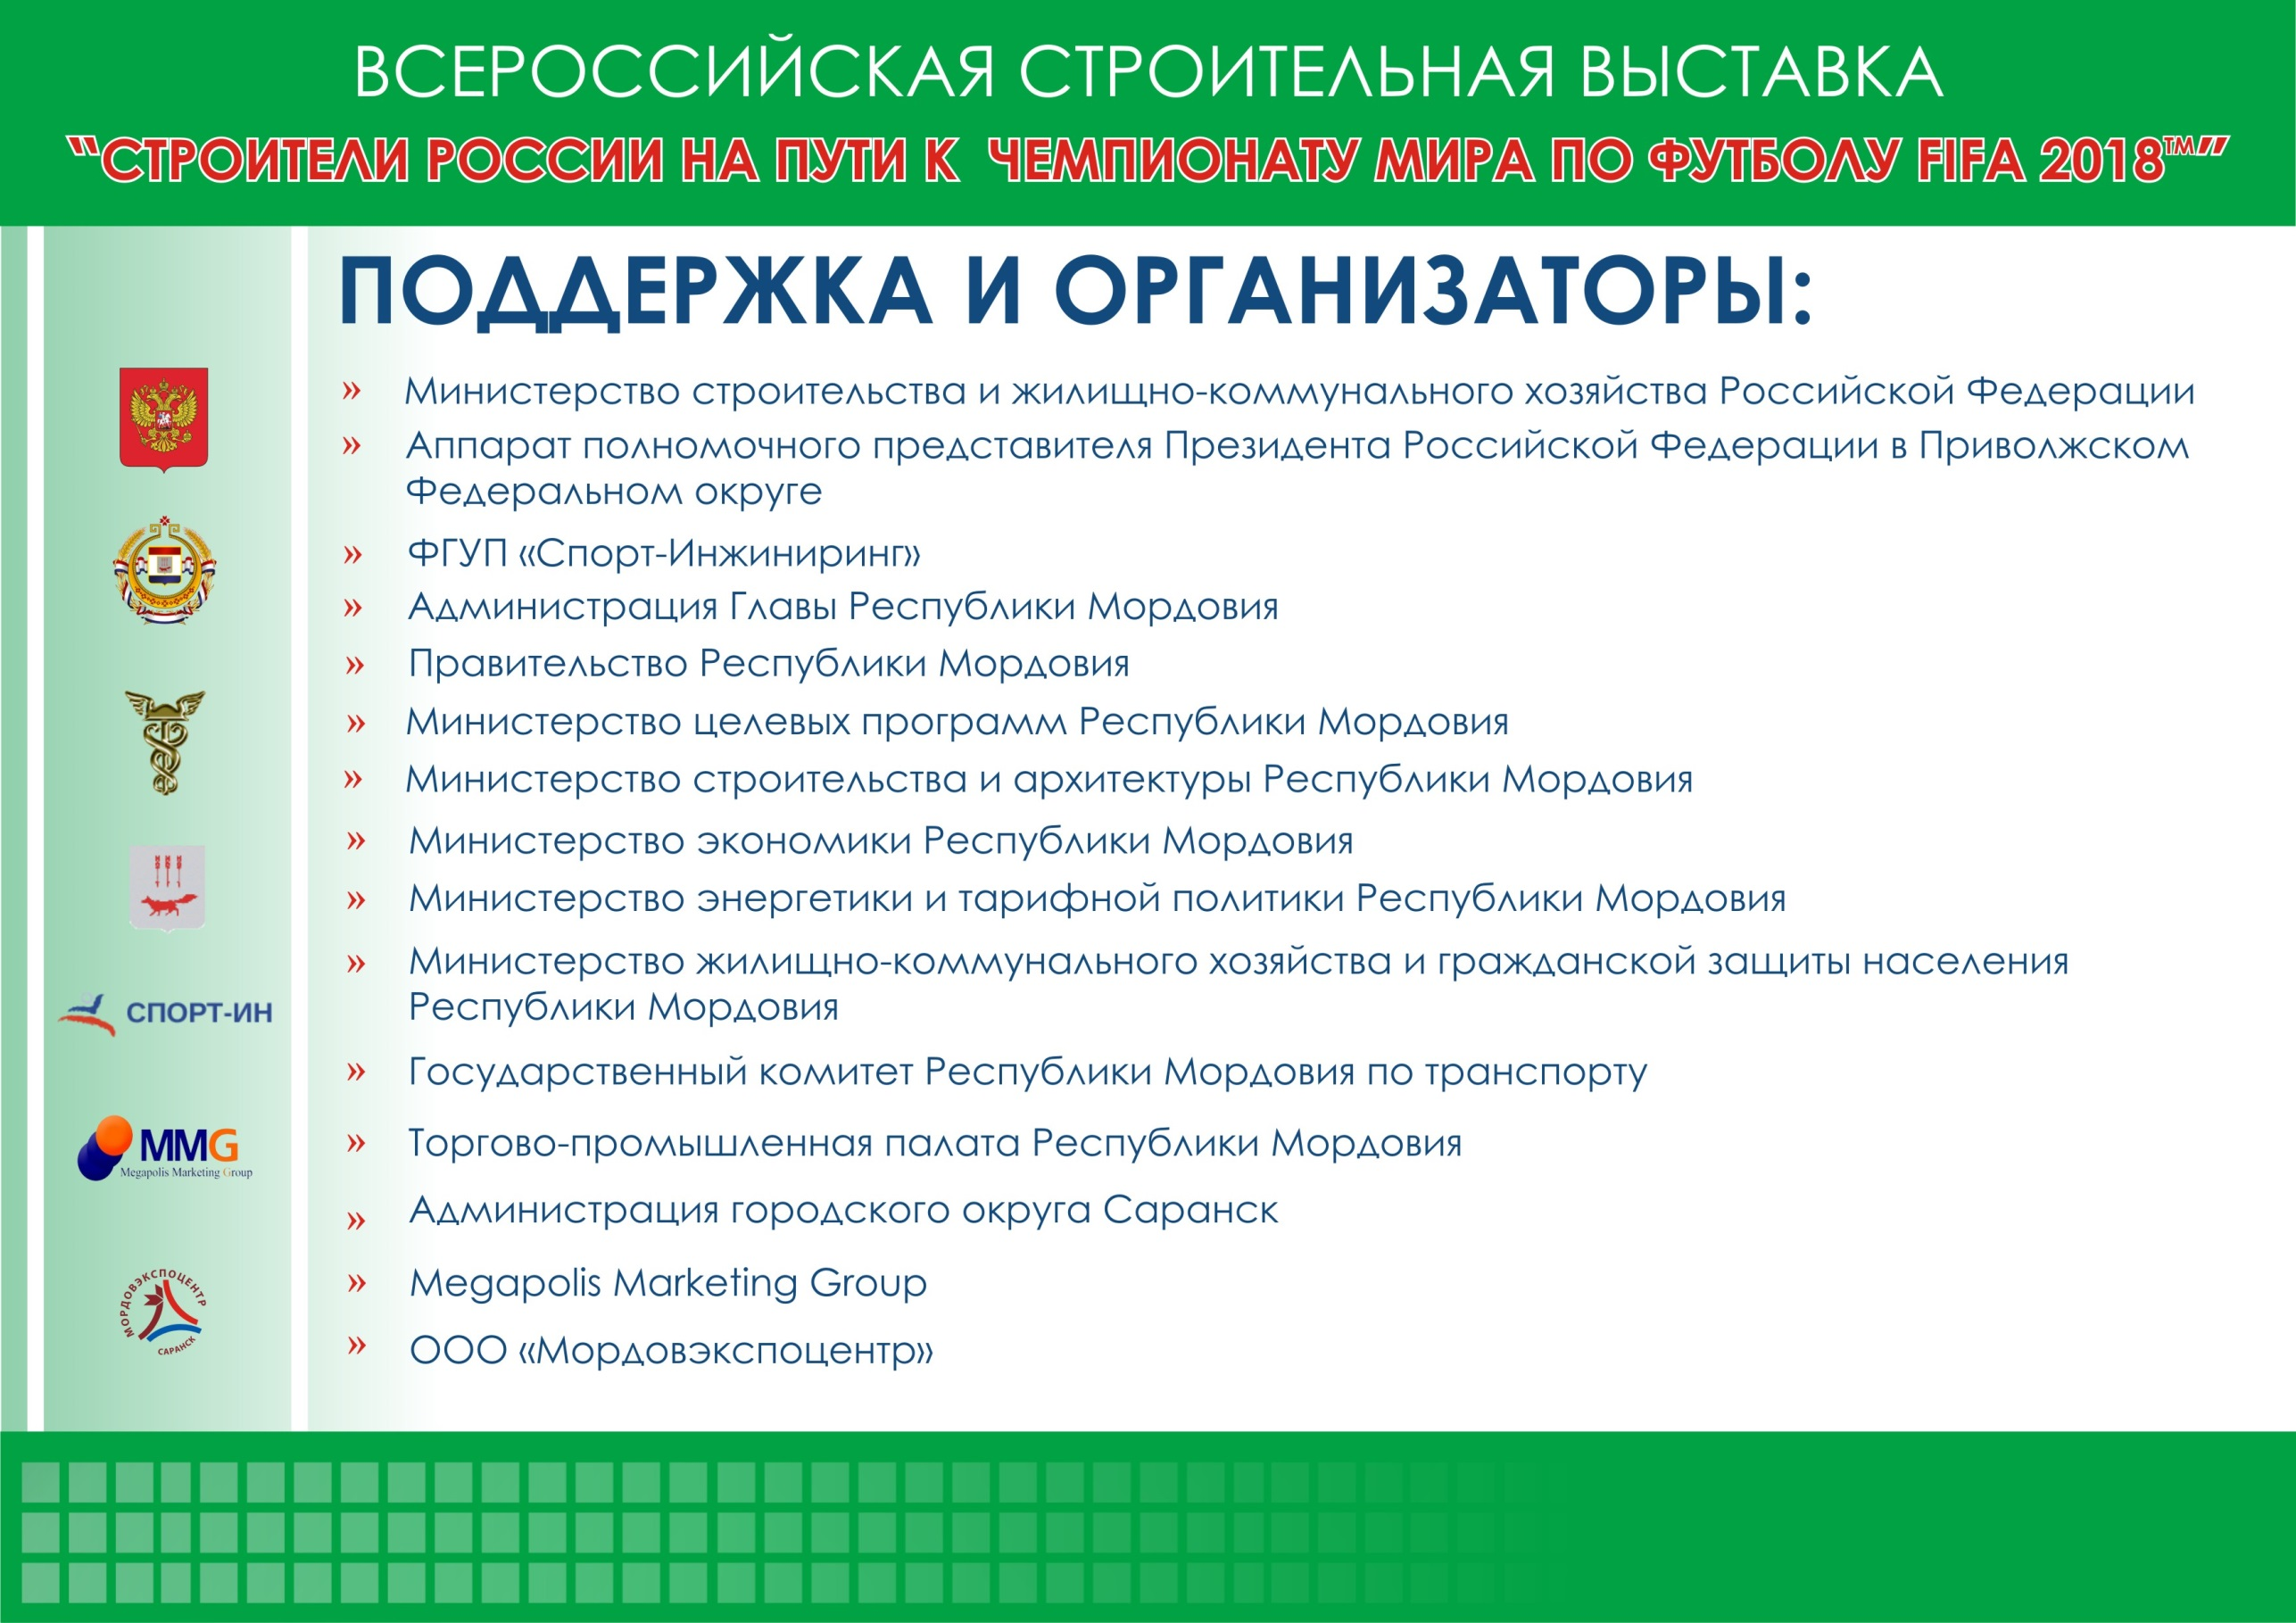 ВСЕРОССИЙСКАЯ СТРОИТЕЛЬНАЯ ВЫСТАВКА
“СТРОИТЕЛИ РОССИИ НА ПУТИ К ЧЕМПИОНАТУ МИРА ПО ФУТБОЛУ FIFA 2018™”
ПОДДЕРЖКА И ОРГАНИЗАТОРЫ:
» Министерство строительства и жилищно-коммунального хозяйства Российской Федерации
» Аппарат полномочного представителя Президента Российской Федерации в Приволжском
Федеральном округе
» ФГУП «Спорт-Инжиниринг»
» Администрация Главы Республики Мордовия
» Правительство Республики Мордовия
» Министерство целевых программ Республики Мордовия
» Министерство строительства и архитектуры Республики Мордовия
» Министерство экономики Республики Мордовия
» Министерство энергетики и тарифной политики Республики Мордовия
» Министерство жилищно-коммунального хозяйства и гражданской защиты населения
Республики Мордовия
» Государственный комитет Республики Мордовия по транспорту
» Торгово-промышленная палата Республики Мордовия
» Администрация городского округа Саранск
» Megapolis Marketing Group
» ООО «Мордовэкспоцентр»
СПОРТ-ИН
MMG
Megapolis Marketing Group
МОРДОВЭКСПОЦЕНТР
САРАНСК